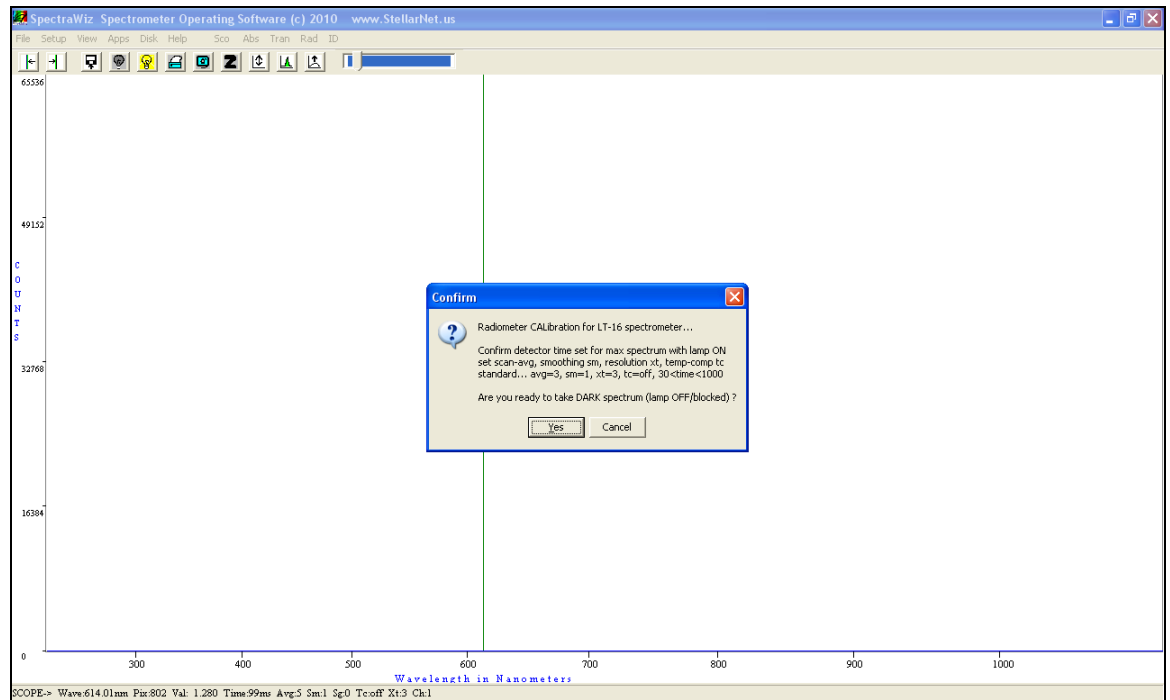 SpectraWiz Spectrometer Operating Software (c) 2010 www.StellarNet.us
File Setup View Apps Disk Help Sco Abs Tran Rad ID
Z
65536
49152
COUNTS
32768
16384
0
Confirm
Radiometer CALibration for LT-16 spectrometer...
Confirm detector time set for max spectrum with lamp ON
set scan-avg, smoothing sm, resolution xt, temp-comp tc
standard... avg=3, sm=1, xt=3, tc=off, 30<time<1000
Are you ready to take DARK spectrum (lamp OFF/blocked) ?
Yes Cancel
300 400 500 600 700 800 900 1000
Wavelength in Nanometers
SCOPE-> Wave:614.01nm Pix:802 Val: 1.280 Time:99ms Avg:5 Sm:1 Sg:0 Tc:off Xt:3 Ch:1